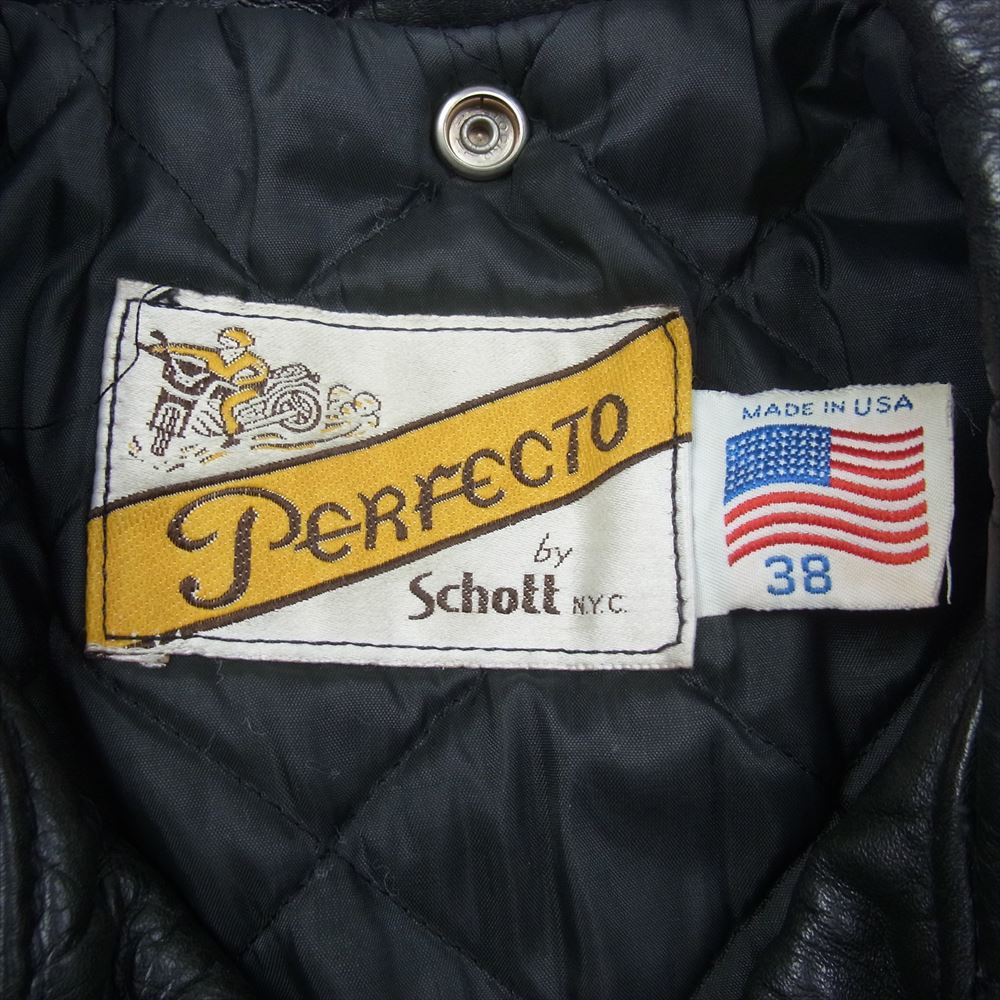 PERFECTO
by
Schott N.Y.C.
MADE IN USA
38